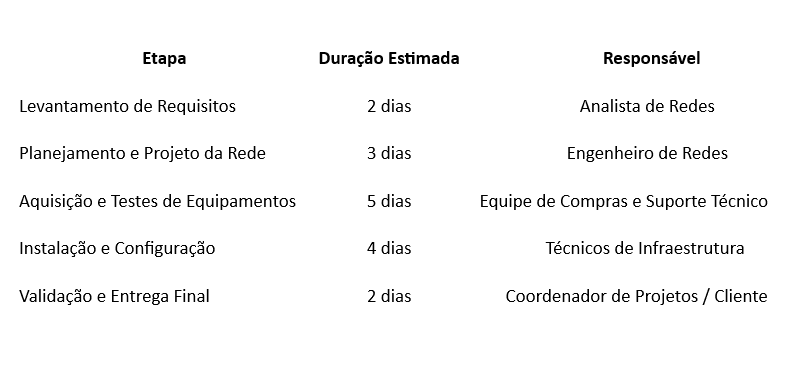 Etapa Duração Estimada Responsável
Levantamento de Requisitos 2 dias Analista de Redes
Planejamento e Projeto da Rede 3 dias Engenheiro de Redes
Aquisição e Testes de Equipamentos 5 dias Equipe de Compras e Suporte Técnico
Instalação e Configuração 4 dias Técnicos de Infraestrutura
Validação e Entrega Final 2 dias Coordenador de Projetos / Cliente